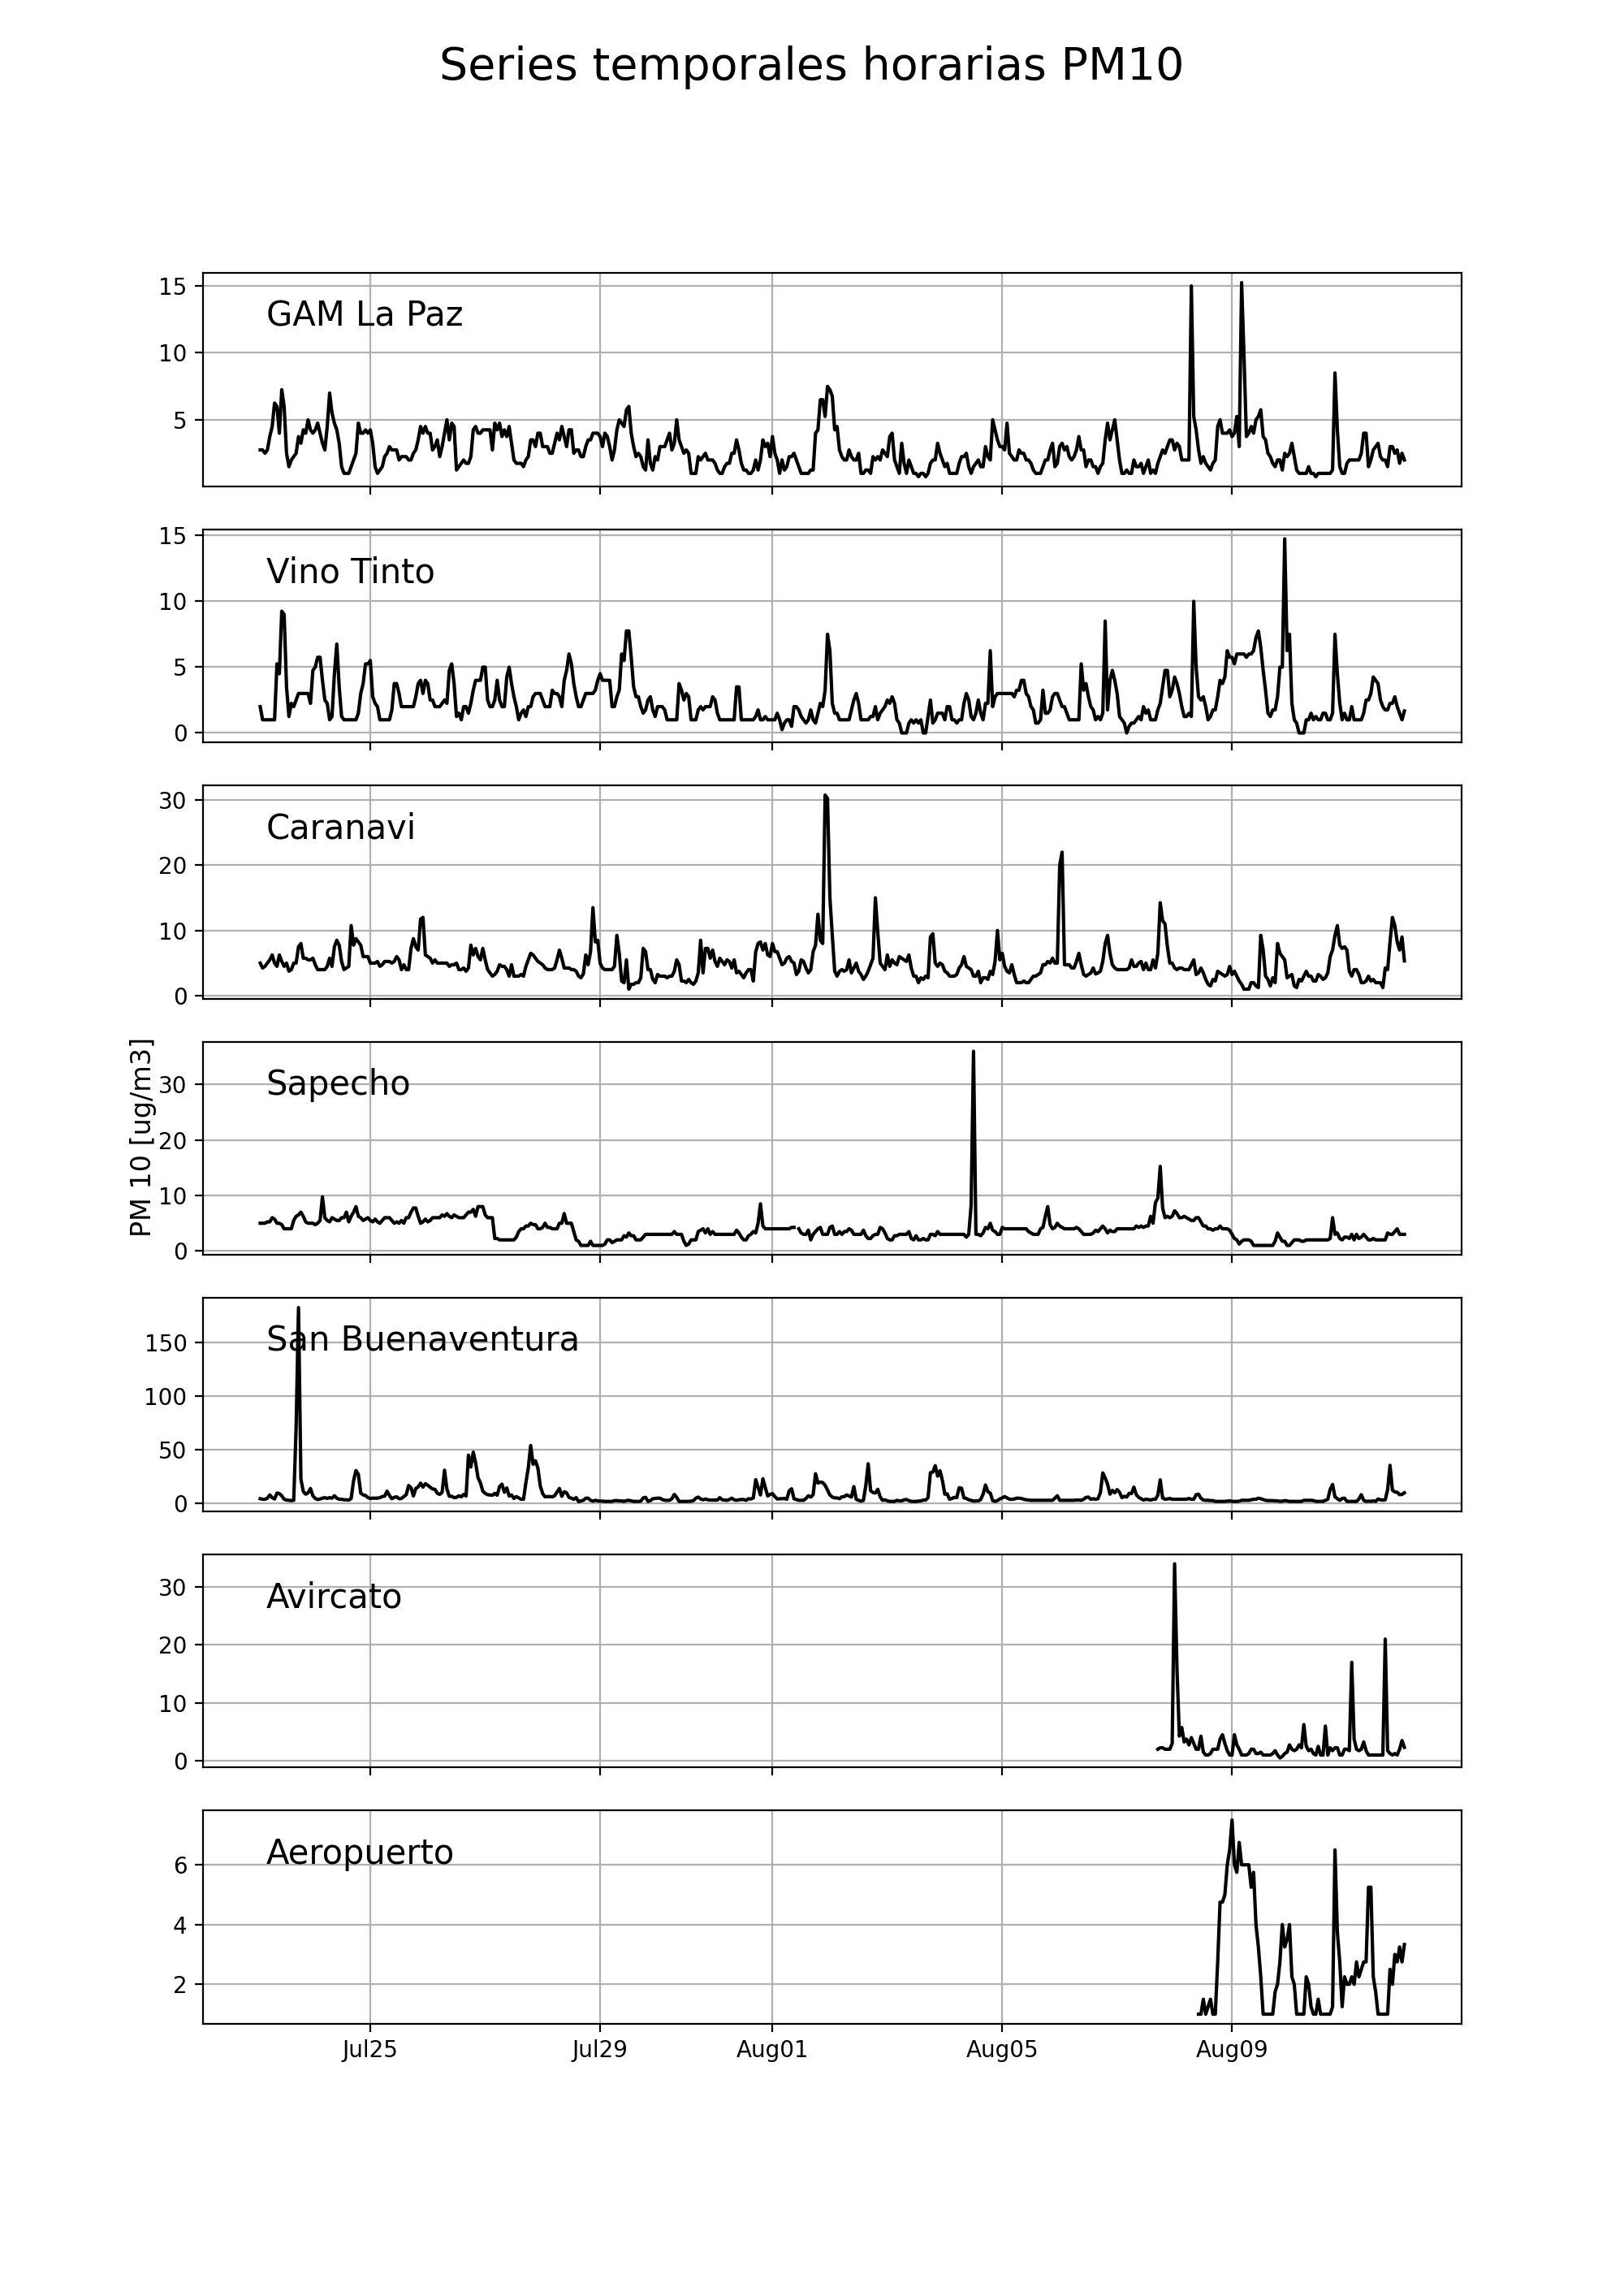 Series temporales horarias PM10
15
GAM La Paz
10
5
15
Vino Tinto
10
5
0
30
Caranavi
20
10
0
PM 10 [ug/m3]
30
Sapecho
20
10
0
150
San Buenaventura
100
50
0
30
Avircato
20
10
0
Aeropuerto
6
4
2
Jul25 Jul29 Aug01 Aug05 Aug09